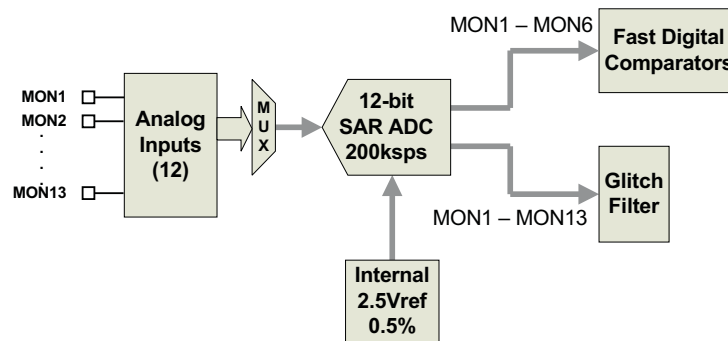 MON1
MON2
MON13
Analog
Inputs
(12)
MUX
12-bit
SAR ADC
200ksps
MON1 – MON6
Fast Digital
Comparators
MON1 – MON13
Glitch
Filter
Internal
2.5Vref
0.5%